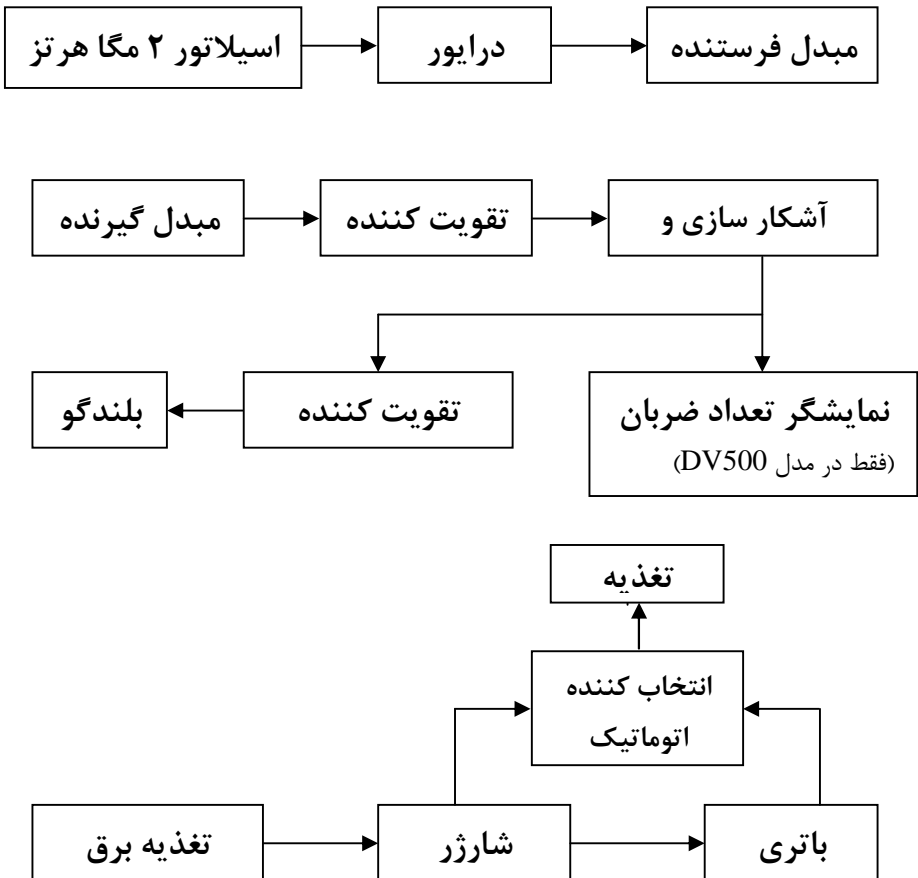 اسیلاتور ۲ مگا هرتز
درایور
مبدل فرستنده
مبدل گیرنده
تقویت کننده
آشکار سازی و
بلندگو
تقویت کننده
نمایشگر تعداد ضربان
(فقط در مدل DV500)
تغذیه
انتخاب کننده
اتوماتیک
تغذیه برق
شارژر
باتری